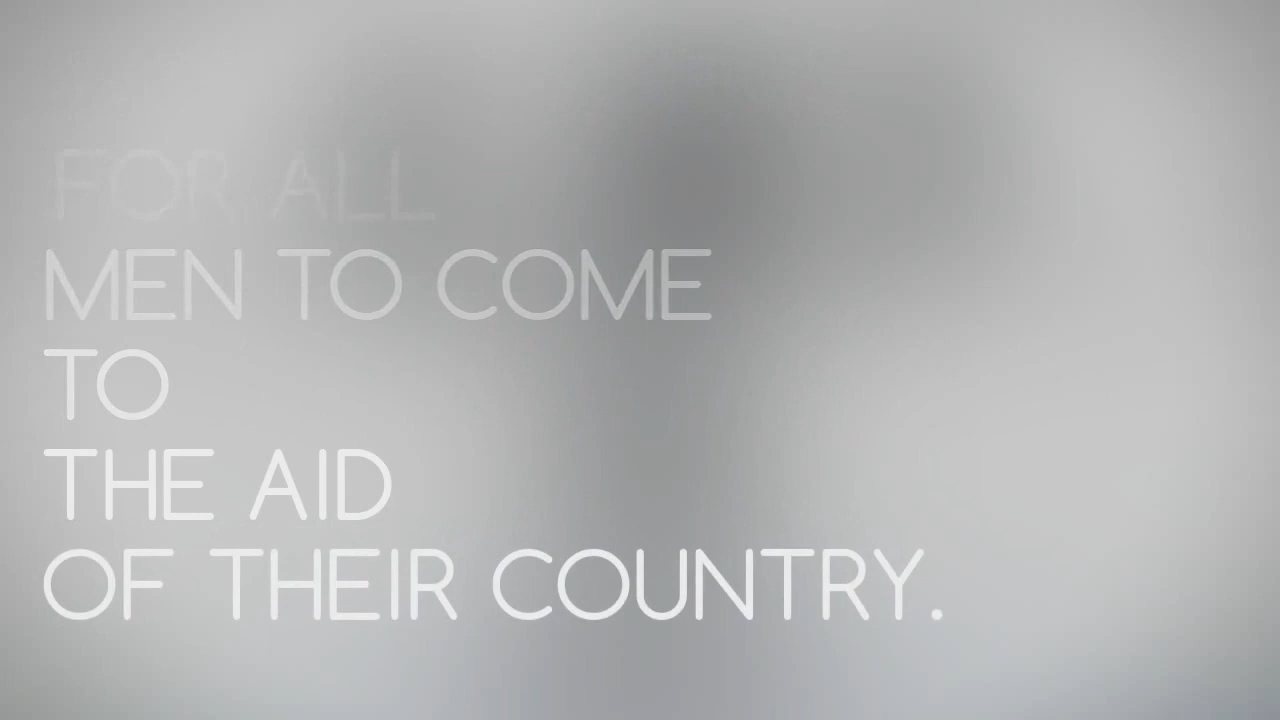 FOR ALL
MEN TO COME
TO
THE AID
OF THEIR COUNTRY.